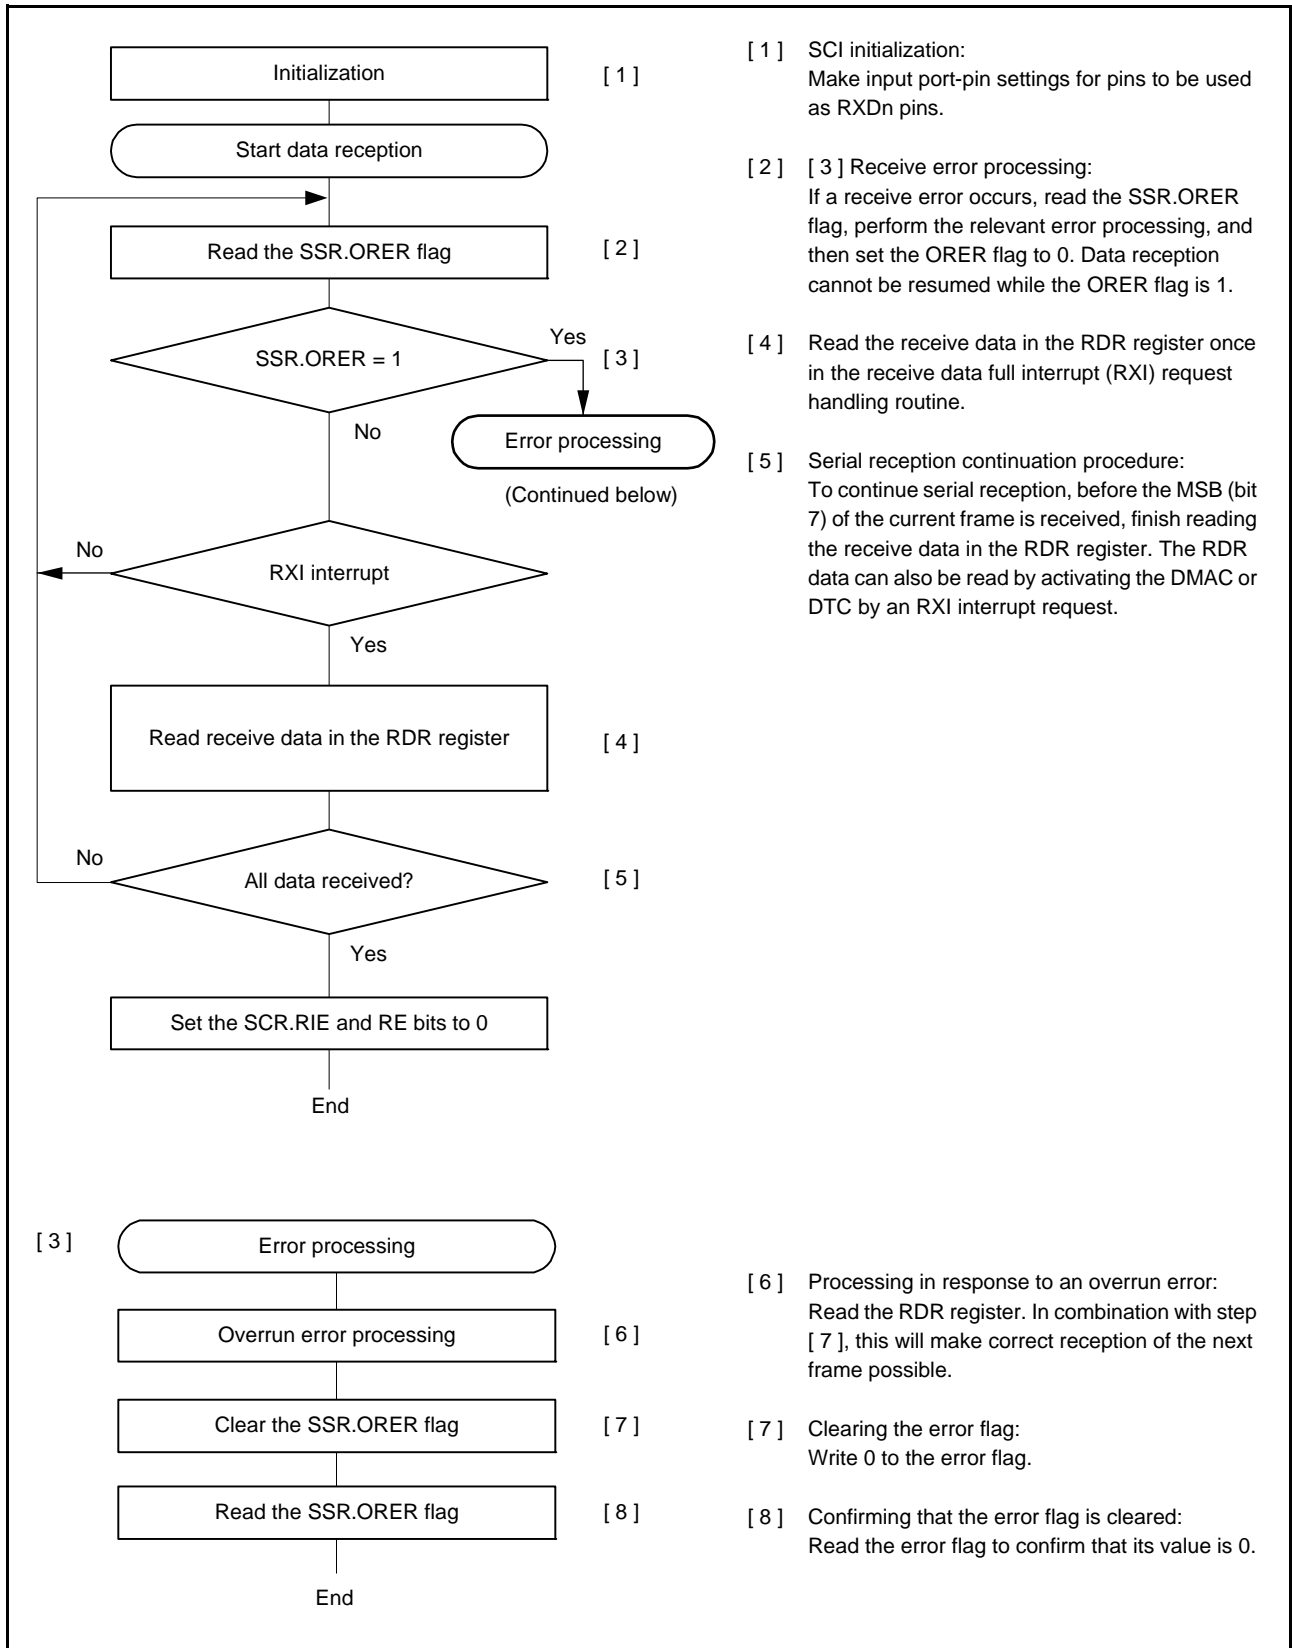 Initialization
[ 1 ]
Start data reception
Read the SSR.ORER flag
[ 2 ]
SSR.ORER = 1
Yes
[ 3 ]
No
Error processing
(Continued below)
No
RXI interrupt
Yes
Read receive data in the RDR register
[ 4 ]
No
All data received?
[ 5 ]
Yes
Set the SCR.RIE and RE bits to 0
End
[ 1 ] SCI initialization:
Make input port-pin settings for pins to be used
as RXDn pins.
[ 2 ] [ 3 ] Receive error processing:
If a receive error occurs, read the SSR.ORER
flag, perform the relevant error processing, and
then set the ORER flag to 0. Data reception
cannot be resumed while the ORER flag is 1.
[ 4 ] Read the receive data in the RDR register once
in the receive data full interrupt (RXI) request
handling routine.
[ 5 ] Serial reception continuation procedure:
To continue serial reception, before the MSB (bit
7) of the current frame is received, finish reading
the receive data in the RDR register. The RDR
data can also be read by activating the DMAC or
DTC by an RXI interrupt request.
[ 3 ]
Error processing
Overrun error processing
[ 6 ]
Clear the SSR.ORER flag
[ 7 ]
Read the SSR.ORER flag
[ 8 ]
End
[ 6 ] Processing in response to an overrun error:
Read the RDR register. In combination with step
[ 7 ], this will make correct reception of the next
frame possible.
[ 7 ] Clearing the error flag:
Write 0 to the error flag.
[ 8 ] Confirming that the error flag is cleared:
Read the error flag to confirm that its value is 0.